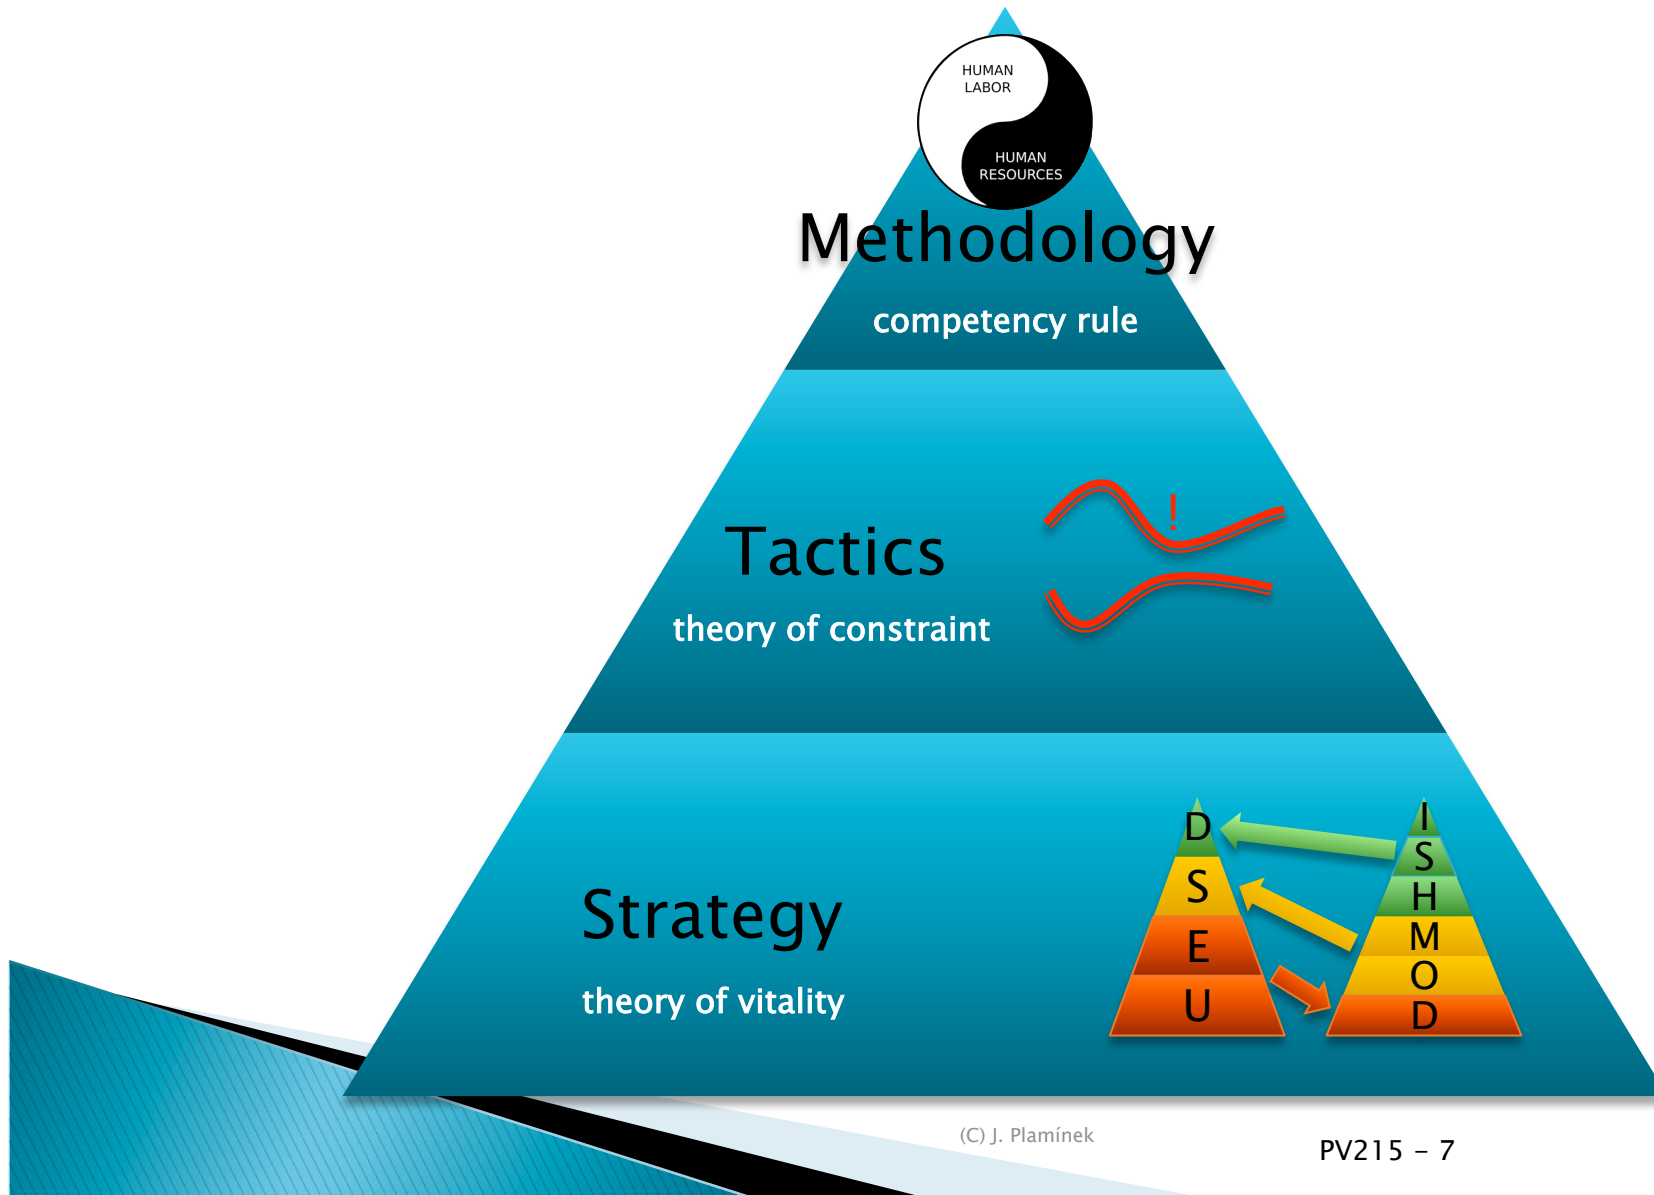 HUMAN
LABOR
HUMAN
RESOURCES
Methodology
competency rule
!
Tactics
theory of constraint
Strategy
theory of vitality
D
S
E
U
I
S
H
M
O
D
(C) J. Plamínek
PV215 - 7